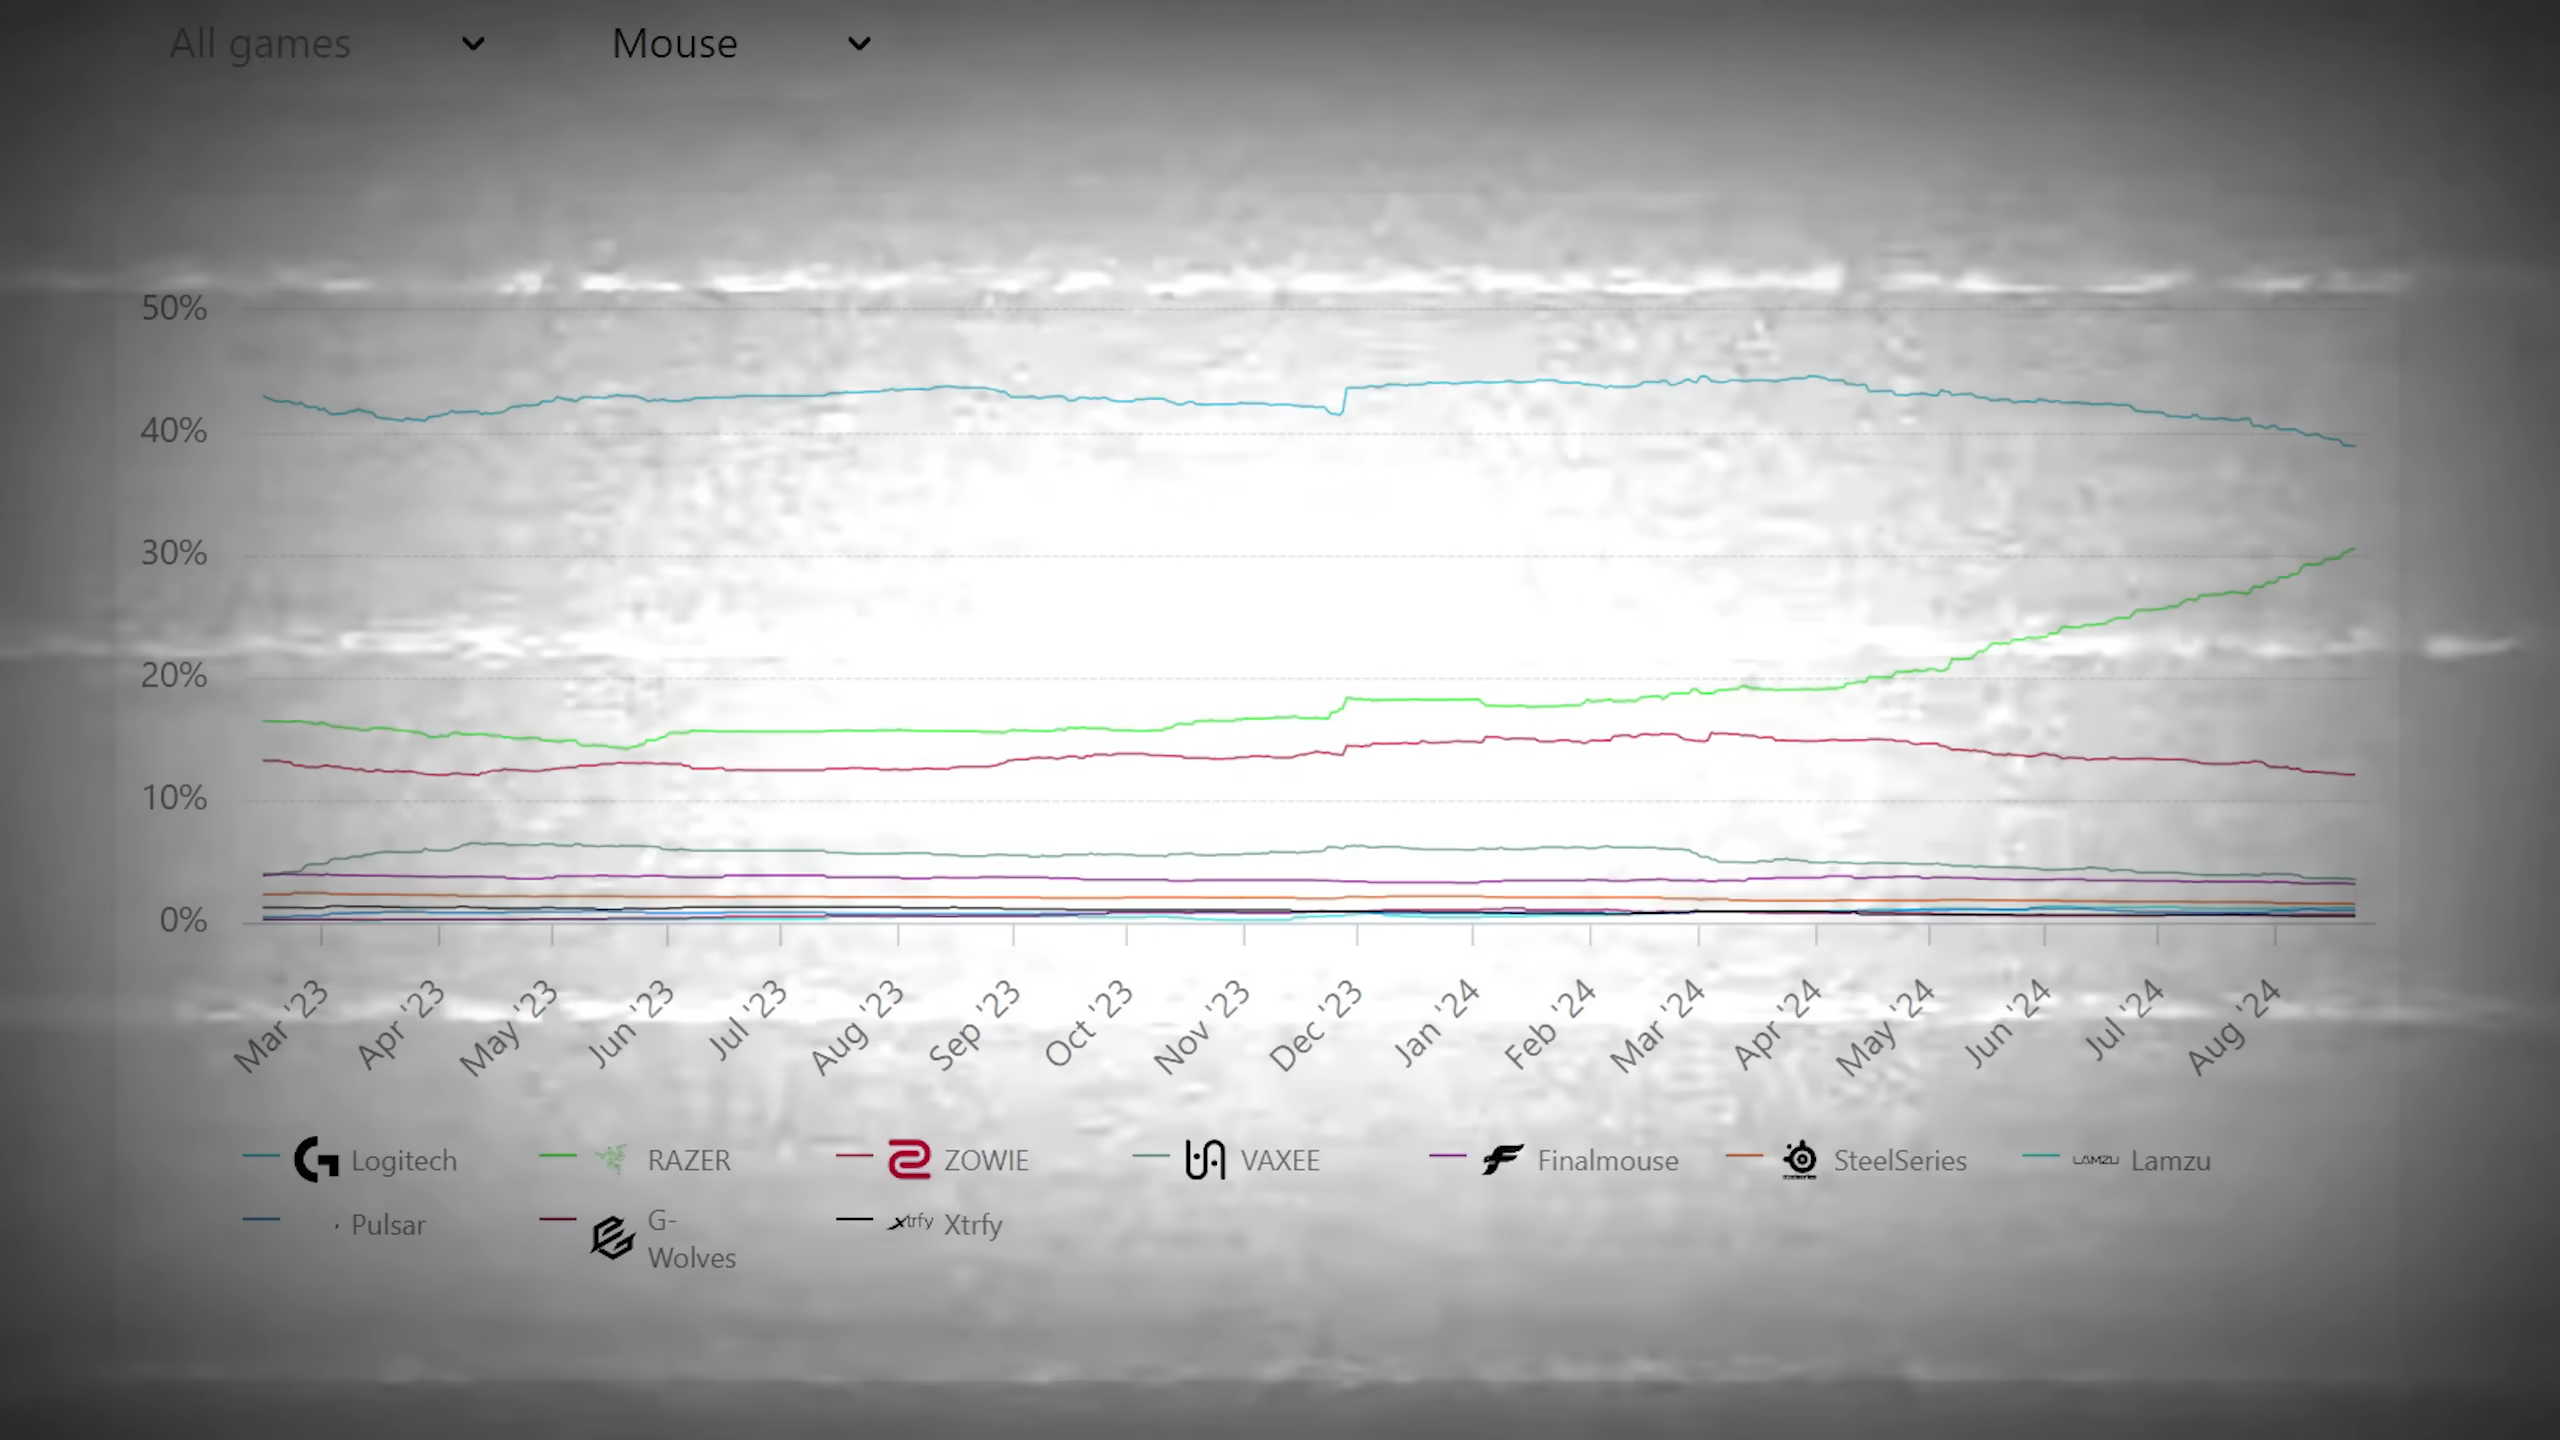 All games Mouse
50%
40%
30%
20%
10%
0%
Mar '23 Apr '23 May '23 Jun '23 Jul '23 Aug '23 Sep '23 Oct '23 Nov '23 Dec '23 Jan '24 Feb '24 Mar '24 Apr '24 May '24 Jun '24 Jul '24 Aug '24
Logitech RAZER ZOWIE VAXEE Finalmouse SteelSeries LAMZU Lamzu
Pulsar G-
Wolves xtrfy Xtrfy